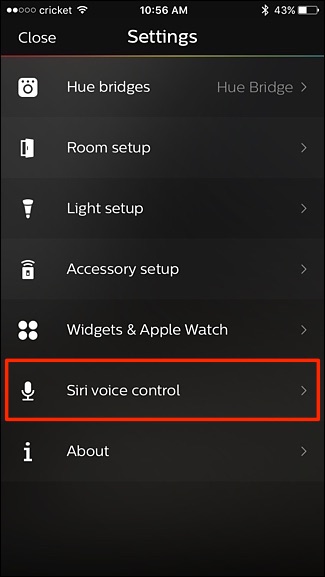 cricket 10:56 AM 43%
Close Settings
Hue bridges Hue Bridge
Room setup
Light setup
Accessory setup
Widgets & Apple Watch
Siri voice control
About